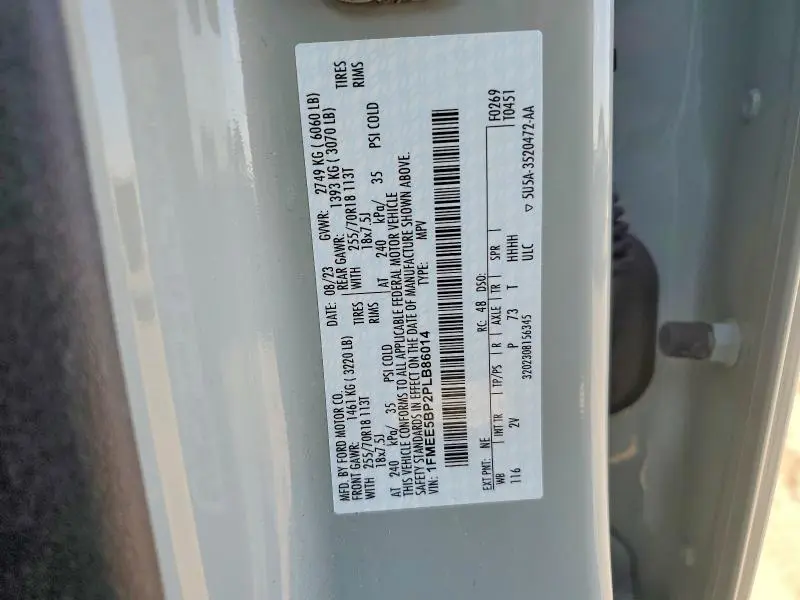 MFD. BY FORD MOTOR CO.
DATE: 08/23 GVWR: 2749 KG ( 6060 LB)
FRONT GAWR: 1461 KG ( 3220 LB) REAR GAWR: 1393 KG ( 3070 LB)
WITH 255/70R18 113T TIRES WITH 255/70R18 113T TIRES
18x7.5J RIMS 18x7.5J RIMS
AT 240 kPa/ 35 PSI COLD AT 240 kPa/ 35 PSI COLD
THIS VEHICLE CONFORMS TO ALL APPLICABLE FEDERAL MOTOR VEHICLE
SAFETY STANDARDS IN EFFECT ON THE DATE OF MANUFACTURE SHOWN ABOVE.
VIN: 1FMEE5BP2PLB86014 TYPE: MPV
EXT PNT: NE RC: 48 DSO: F0269
T0451
WB INT TR TP/PS R AXLE TR SPR
116 2V P 73 T HHHH
3202308156345 ULC ▽ 5U5A-3520472-AA